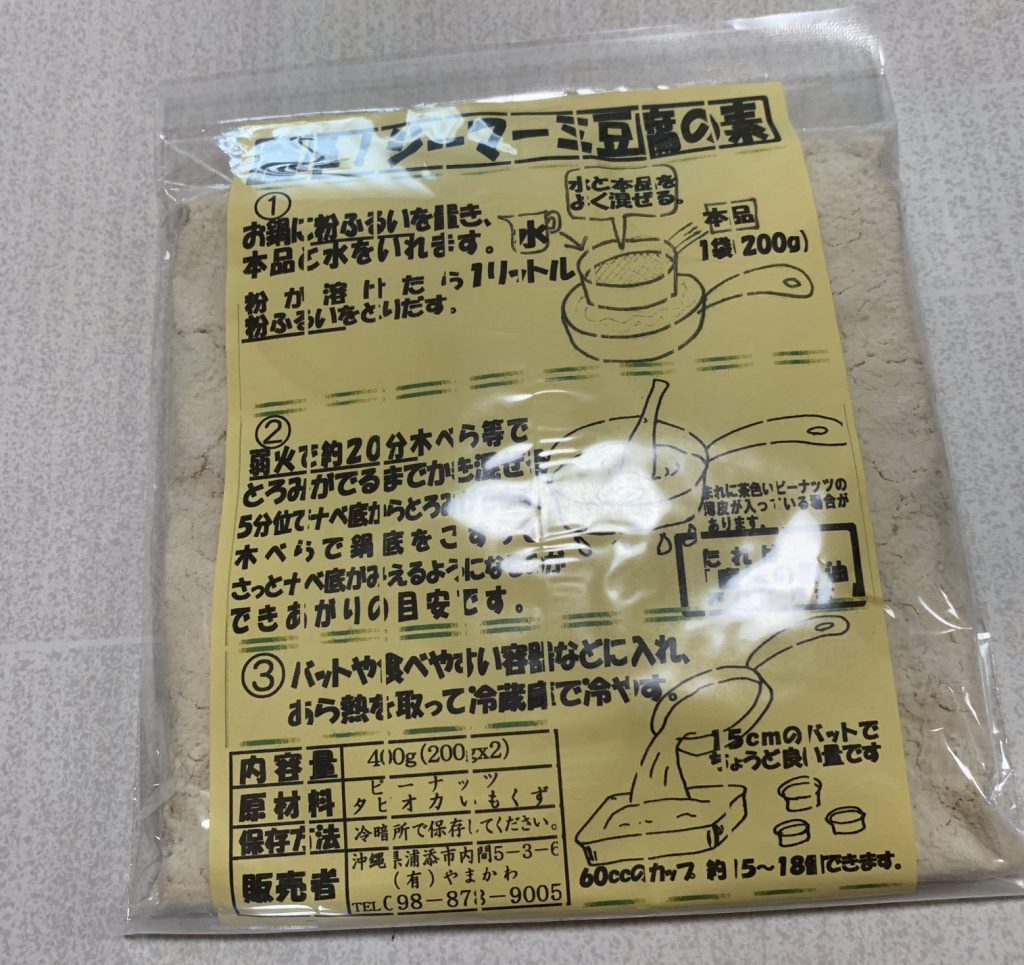 ジーマーミ豆腐の素
①
お鍋に粉ふるいを置き、
本品と水をいれます。
粉が溶けたら
粉ふるいをとりだす。
水と本品を
よく混ぜる。
水
1リットル
本品
1袋(200g)
②
弱火で約20分木べら等で
とろみがでるまでかき混ぜ
5分位でナベ底からとろみ
木べらで鍋底をこす
さっとナベ底がみえるようになる
できあがりの目安です。
まれに茶色いピーナッツの
薄皮が入っている場合が
あります。
たれ
③
バットや食べやすい容器などに入れ、
あら熱を取って冷蔵庫で冷やす。
15cmのバットで
ちょうど良い量です
60ccのカップ 約15～18個できます。
内容量 400g(200gx2)
原材料 ピーナッツ
タピオカいもくず
保存方法 冷暗所で保存してください。
販売者 沖縄県浦添市内間5-3-6
(有)やまかわ
TEL098-878-9005